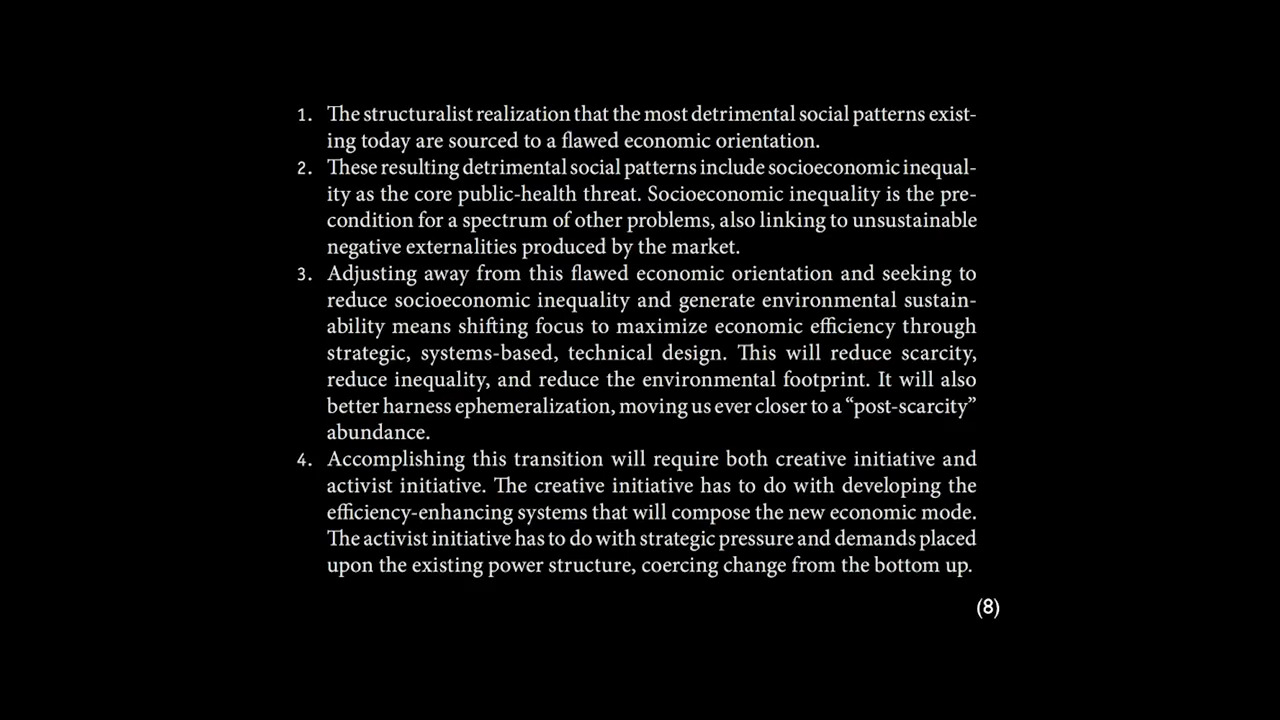 1. The structuralist realization that the most detrimental social patterns exist-
ing today are sourced to a flawed economic orientation.
2. These resulting detrimental social patterns include socioeconomic inequal-
ity as the core public-health threat. Socioeconomic inequality is the pre-
condition for a spectrum of other problems, also linking to unsustainable
negative externalities produced by the market.
3. Adjusting away from this flawed economic orientation and seeking to
reduce socioeconomic inequality and generate environmental sustain-
ability means shifting focus to maximize economic efficiency through
strategic, systems-based, technical design. This will reduce scarcity,
reduce inequality, and reduce the environmental footprint. It will also
better harness ephemeralization, moving us ever closer to a “post-scarcity”
abundance.
4. Accomplishing this transition will require both creative initiative and
activist initiative. The creative initiative has to do with developing the
efficiency-enhancing systems that will compose the new economic mode.
The activist initiative has to do with strategic pressure and demands placed
upon the existing power structure, coercing change from the bottom up.
(8)